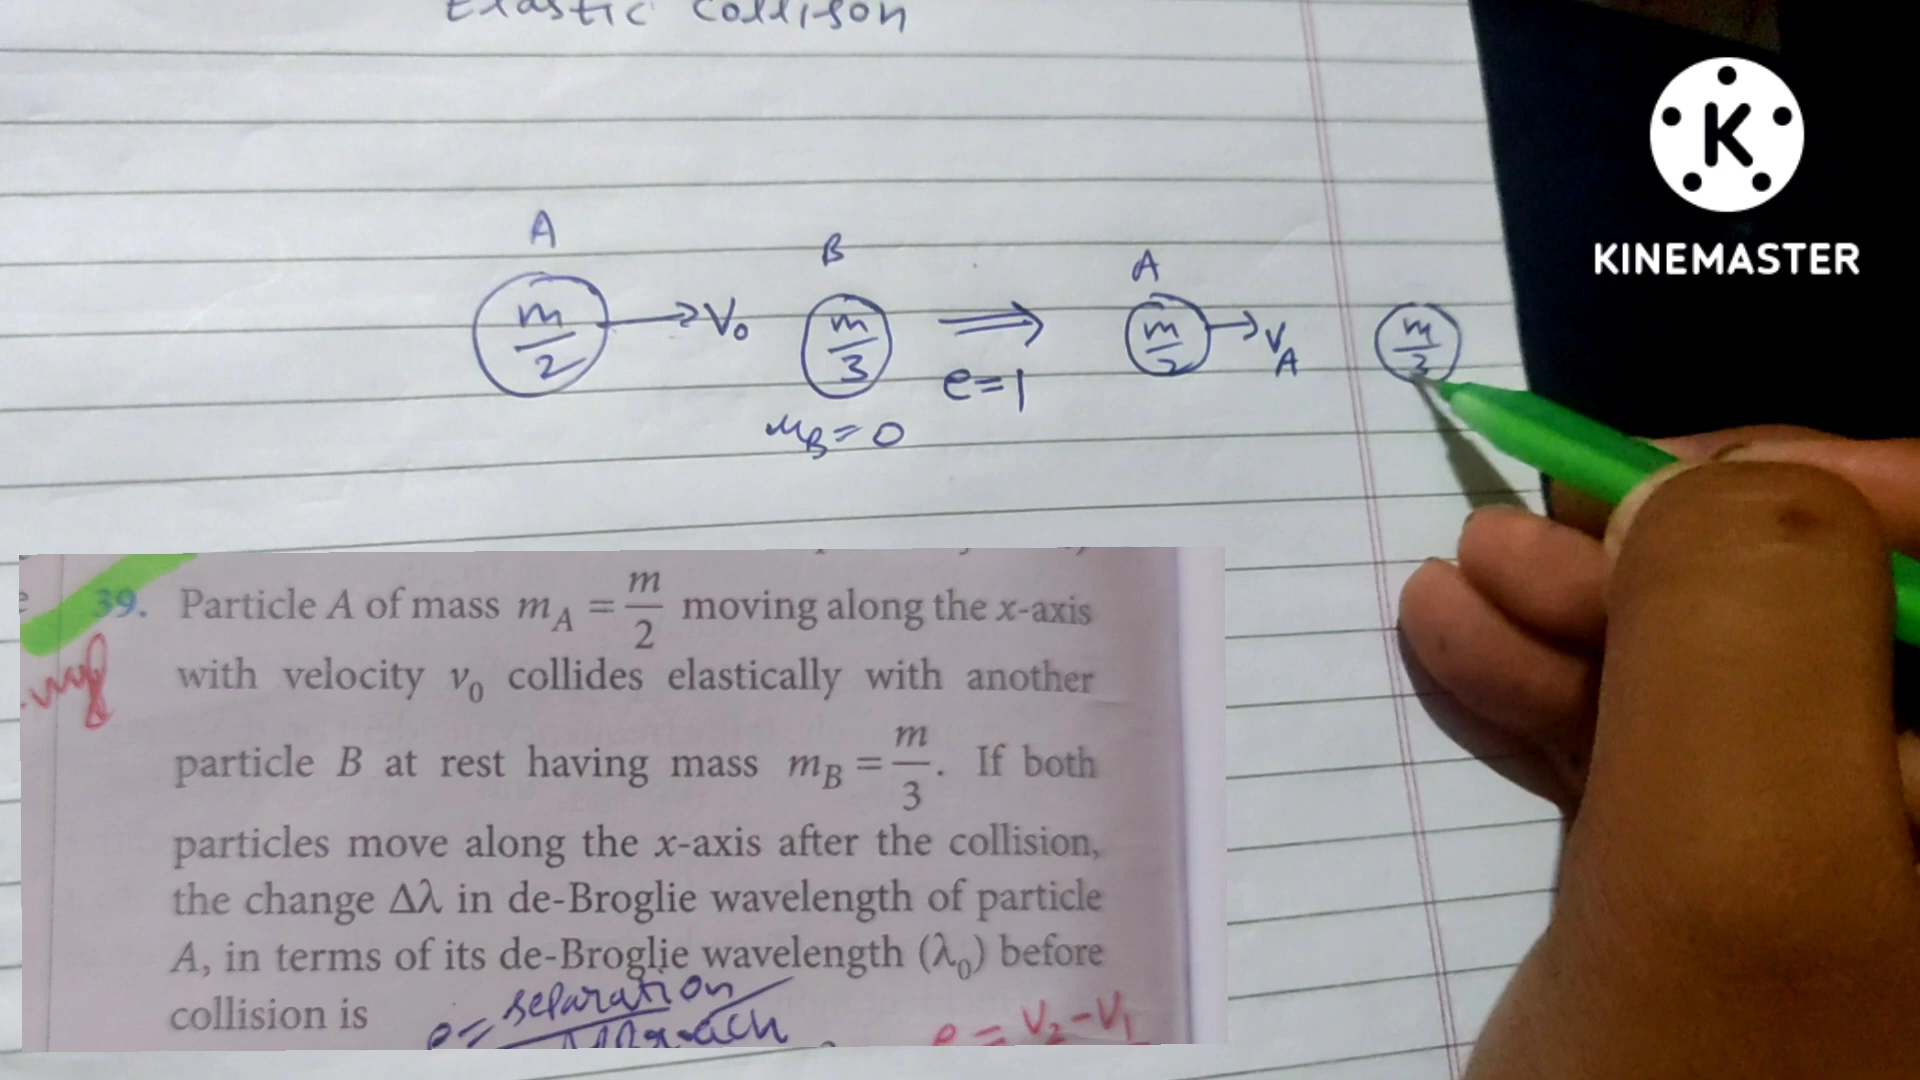 Elastic Collison
A
B
A
m/2 → V₀
m/3
⇒
m/2 → V_A
m/3
e=1
u_B=0
K
KINEMASTER
39. Particle A of mass m_A = m/2 moving along the x-axis
with velocity v₀ collides elastically with another
particle B at rest having mass m_B = m/3. If both
particles move along the x-axis after the collision,
the change Δλ in de-Broglie wavelength of particle
A, in terms of its de-Broglie wavelength (λ₀) before
collision is
e = separation
e = V₂-V₁